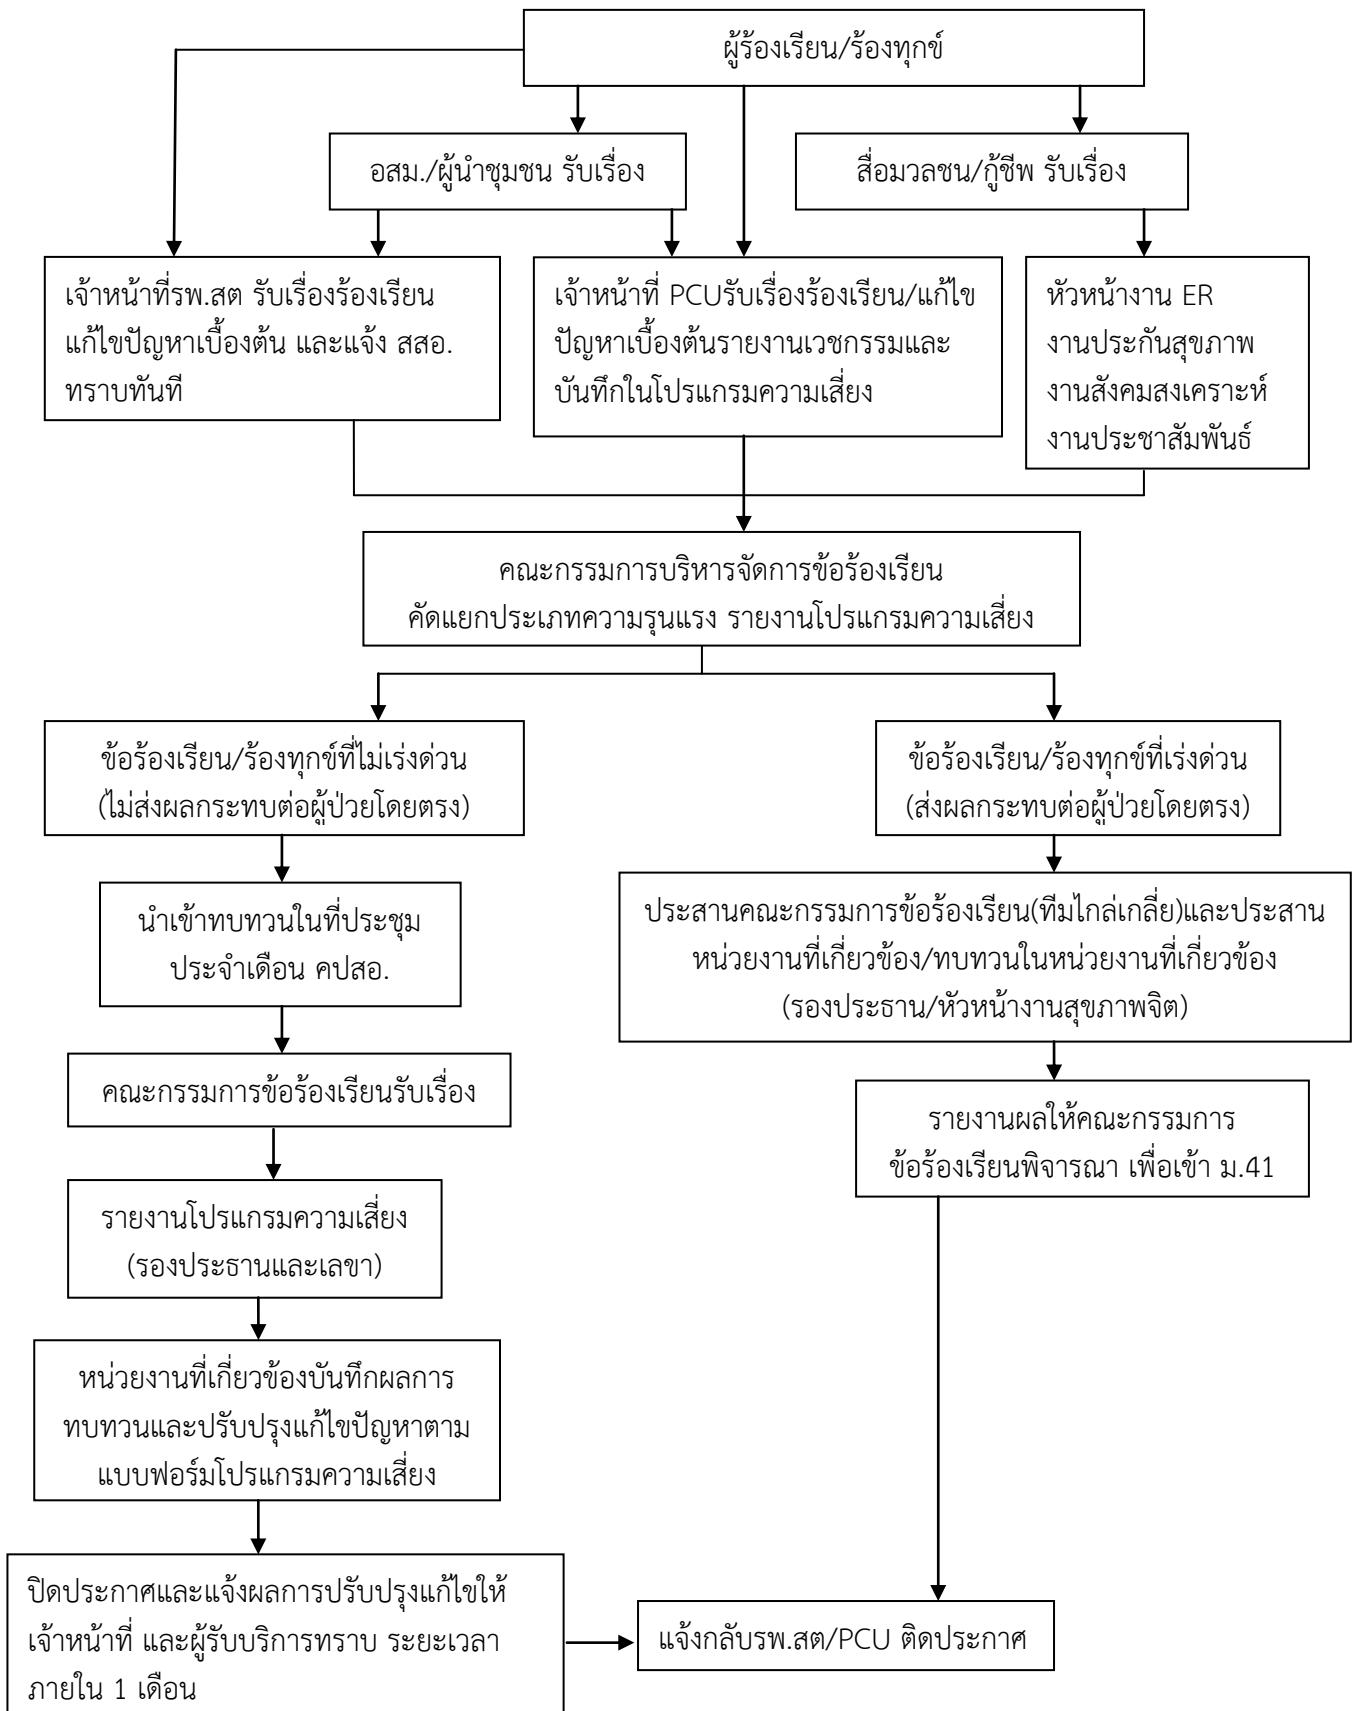 ผู้ร้องเรียน/ร้องทุกข์
อสม./ผู้นำชุมชน รับเรื่อง
สื่อมวลชน/กู้ชีพ รับเรื่อง
เจ้าหน้าที่รพ.สต รับเรื่องร้องเรียน
แก้ไขปัญหาเบื้องต้น และแจ้ง สสอ.
ทราบทันที
เจ้าหน้าที่ PCUรับเรื่องร้องเรียน/แก้ไข
ปัญหาเบื้องต้นรายงานเวชกรรมและ
บันทึกในโปรแกรมความเสี่ยง
หัวหน้างาน ER
งานประกันสุขภาพ
งานสังคมสงเคราะห์
งานประชาสัมพันธ์
คณะกรรมการบริหารจัดการข้อร้องเรียน
คัดแยกประเภทความรุนแรง รายงานโปรแกรมความเสี่ยง
ข้อร้องเรียน/ร้องทุกข์ที่ไม่เร่งด่วน
(ไม่ส่งผลกระทบต่อผู้ป่วยโดยตรง)
ข้อร้องเรียน/ร้องทุกข์ที่เร่งด่วน
(ส่งผลกระทบต่อผู้ป่วยโดยตรง)
นำเข้าทบทวนในที่ประชุม
ประจำเดือน คปสอ.
ประสานคณะกรรมการข้อร้องเรียน(ทีมไกล่เกลี่ย)และประสาน
หน่วยงานที่เกี่ยวข้อง/ทบทวนในหน่วยงานที่เกี่ยวข้อง
(รองประธาน/หัวหน้างานสุขภาพจิต)
คณะกรรมการข้อร้องเรียนรับเรื่อง
รายงานผลให้คณะกรรมการ
ข้อร้องเรียนพิจารณา เพื่อเข้า ม.41
รายงานโปรแกรมความเสี่ยง
(รองประธานและเลขา)
หน่วยงานที่เกี่ยวข้องบันทึกผลการ
ทบทวนและปรับปรุงแก้ไขปัญหาตาม
แบบฟอร์มโปรแกรมความเสี่ยง
ปิดประกาศและแจ้งผลการปรับปรุงแก้ไขให้
เจ้าหน้าที่ และผู้รับบริการทราบ ระยะเวลา
ภายใน 1 เดือน
แจ้งกลับรพ.สต/PCU ติดประกาศ